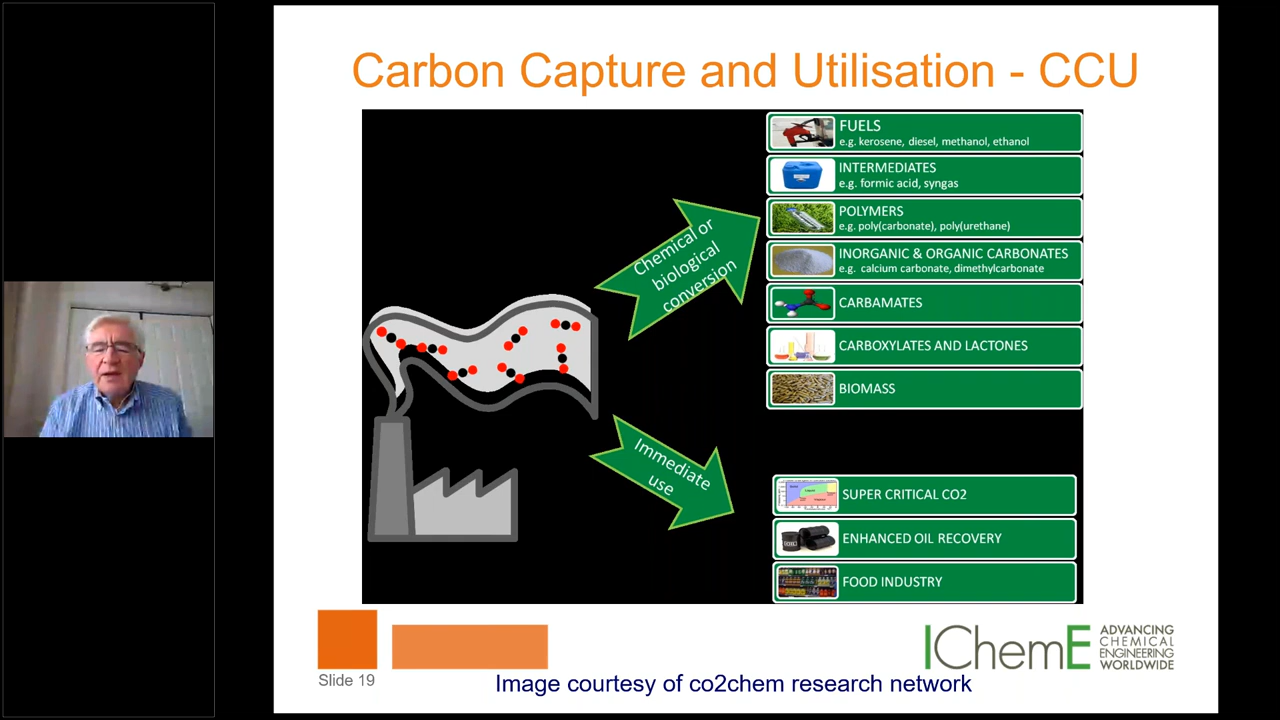 Carbon Capture and Utilisation - CCU
FUELS
e.g. kerosene, diesel, methanol, ethanol
INTERMEDIATES
e.g. formic acid, syngas
POLYMERS
e.g. poly(carbonate), poly(urethane)
INORGANIC & ORGANIC CARBONATES
e.g. calcium carbonate, dimethylcarbonate
CARBAMATES
CARBOXYLATES AND LACTONES
BIOMASS
Chemical or
biological
conversion
Immediate
use
SUPER CRITICAL CO2
ENHANCED OIL RECOVERY
FOOD INDUSTRY
IChemE
ADVANCING
CHEMICAL
ENGINEERING
WORLDWIDE
Slide 19
Image courtesy of co2chem research network